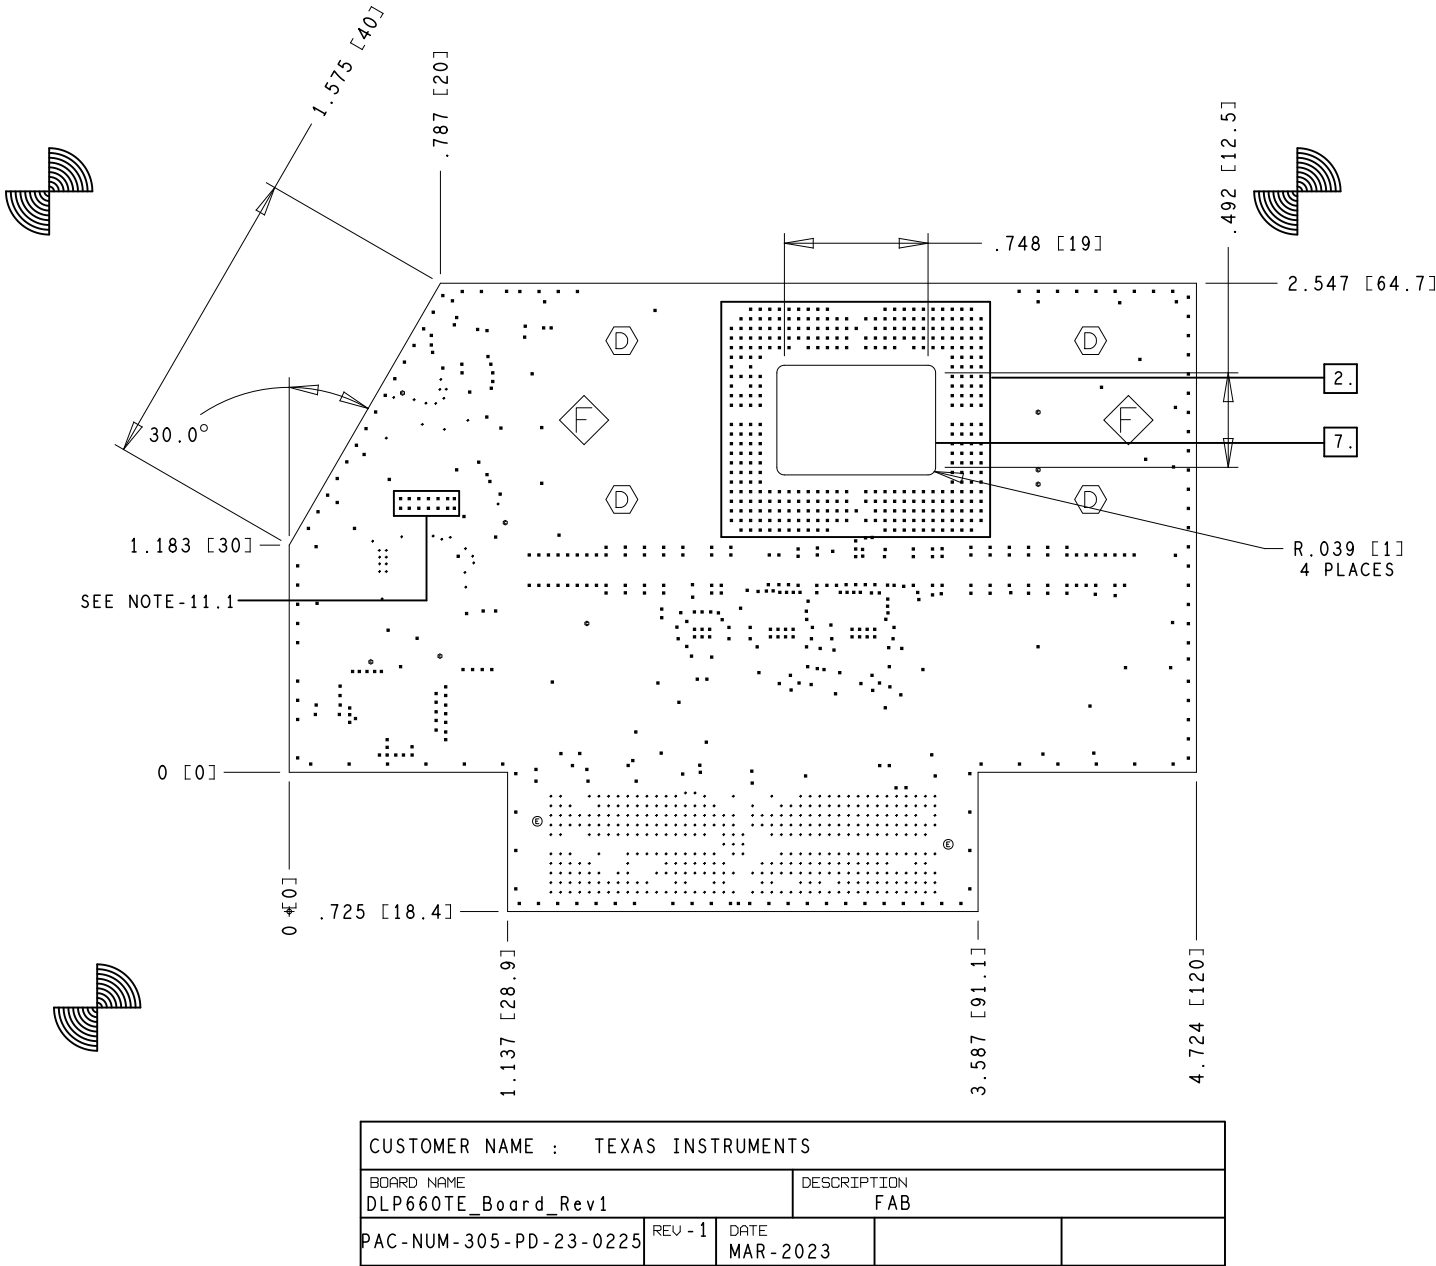 1.575 [40]
.787 [20]
.492 [12.5]
.748 [19]
2.547 [64.7]
D
D
2.
30.0°
F
F
7.
D
D
1.183 [30]
R.039 [1]
4 PLACES
SEE NOTE-11.1
0 [0]
E
E
0 [0]
.725 [18.4]
1.137 [28.9]
3.587 [91.1]
4.724 [120]
CUSTOMER NAME : TEXAS INSTRUMENTS
BOARD NAME
DLP660TE_Board_Rev1
DESCRIPTION
FAB
PAC-NUM-305-PD-23-0225
REV-1
DATE
MAR-2023